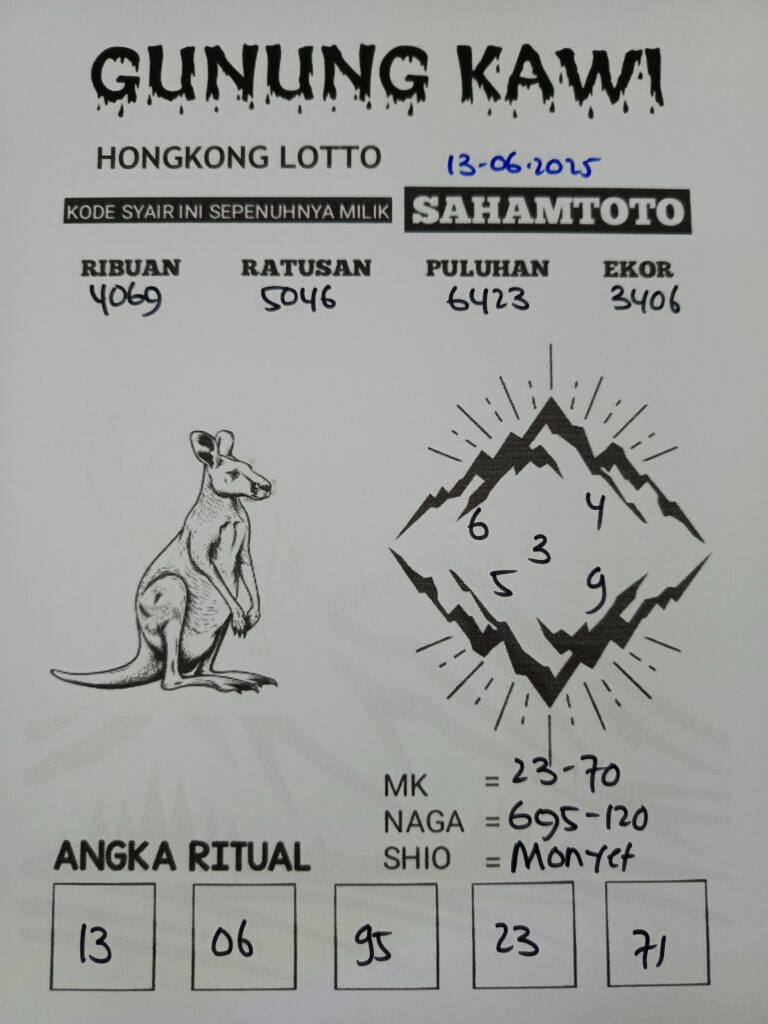 GUNUNG KAWI
HONGKONG LOTTO 13-06-2025
KODE SYAIR INI SEPENUHNYA MILIK SAHAMTOTO
RIBUAN RATUSAN PULUHAN EKOR
4069 5046 6423 3406
6 4
3
5 9
MK = 23-70
NAGA = 695-120
SHIO = Monyet
ANGKA RITUAL
13 06 95 23 71